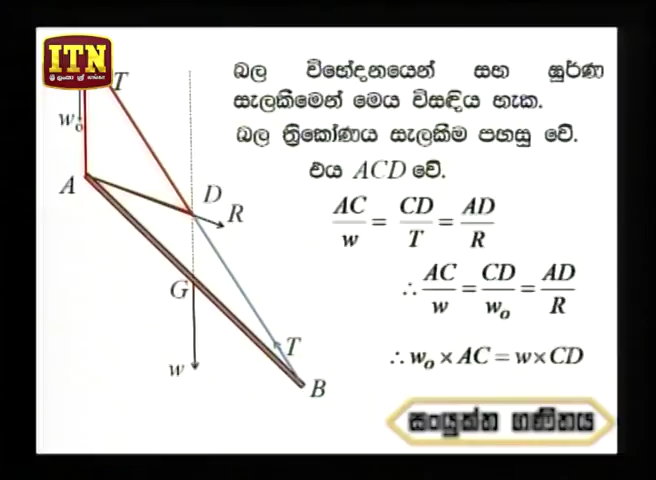 ITN
ශ්‍රී ලංකා ශ්‍රේෂ්ඨ
T
w₀
A
D
R
G
w
T
B
බල විභේදනයෙන් සහ ඝූර්ණ
සැලකීමෙන් මෙය විසඳිය හැක.
බල ත්‍රිකෝණය සැලකීම පහසු වේ.
එය ACD වේ.
AC/w = CD/T = AD/R
∴ AC/w = CD/w₀ = AD/R
∴ w₀ × AC = w × CD
සංයුක්ත ගණිතය